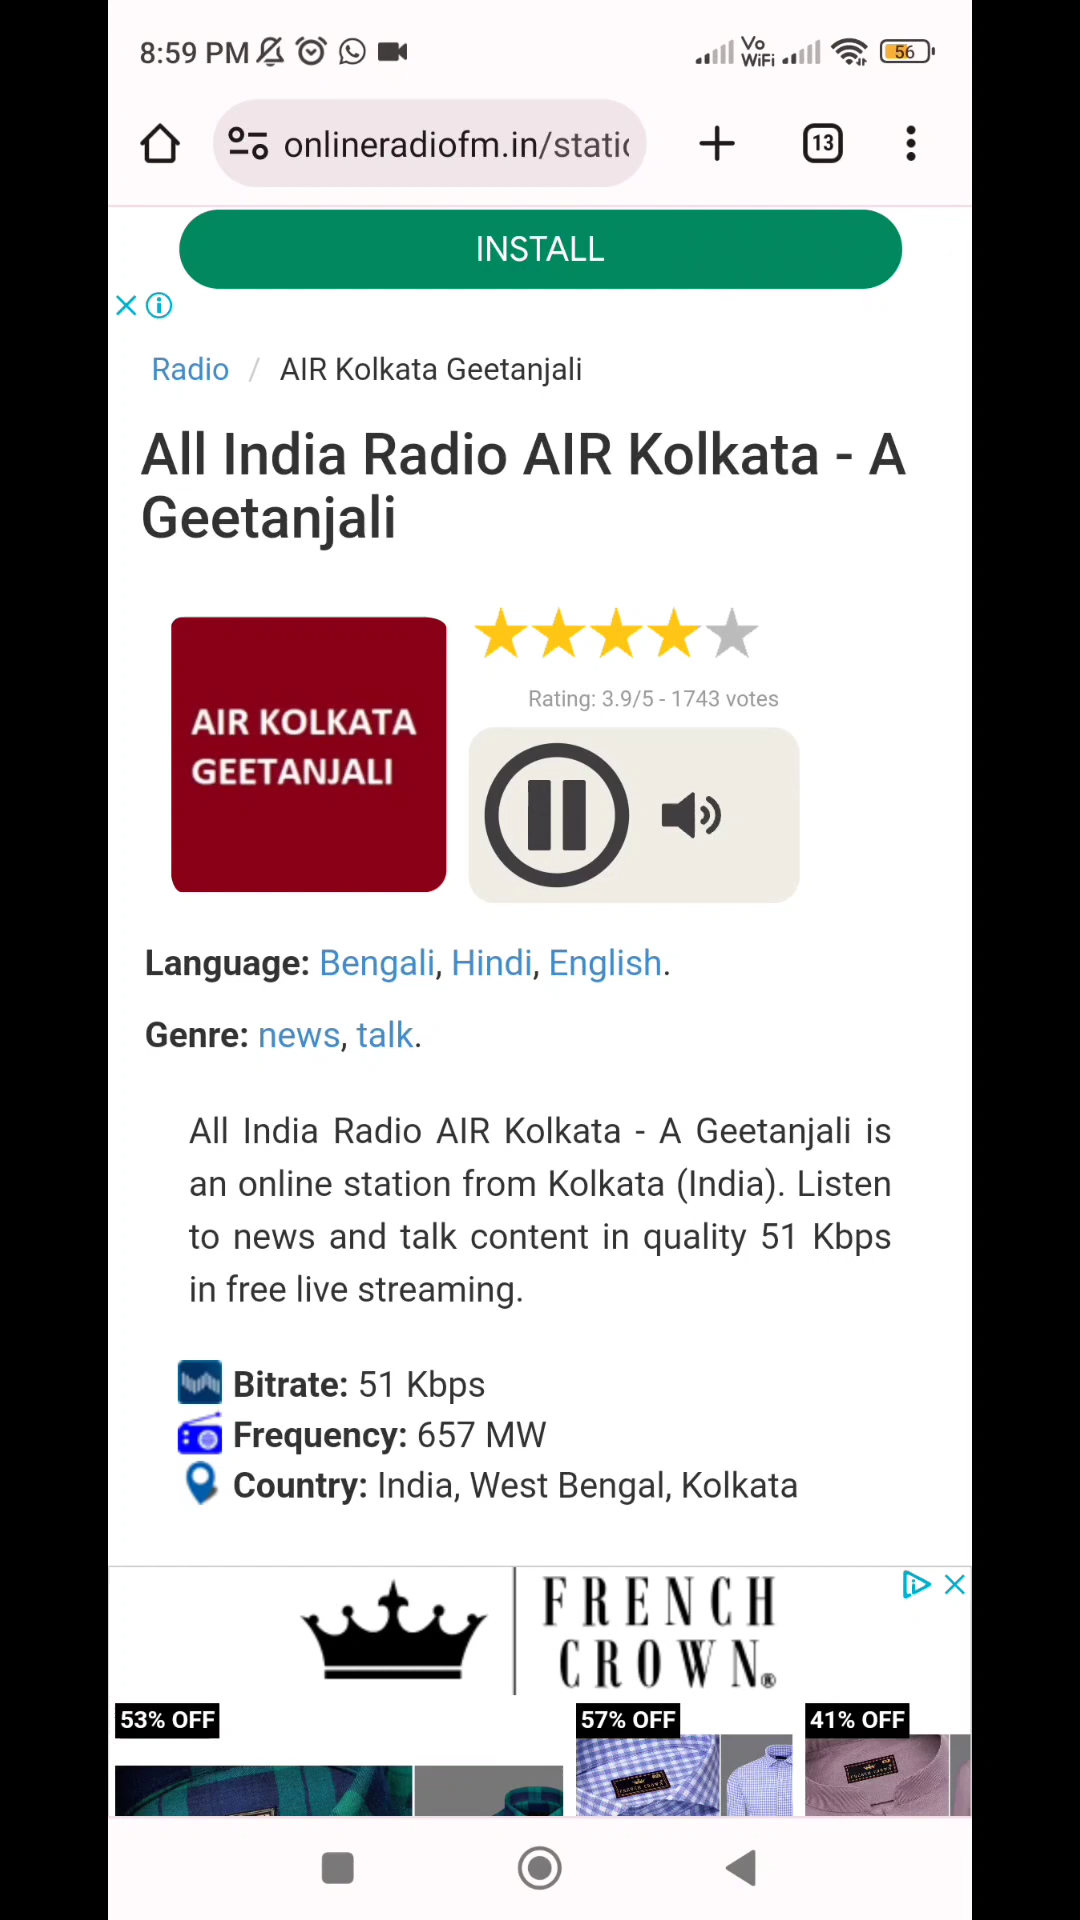 8:59 PM
Vo WiFi
56
onlineradiofm.in/static
13
INSTALL
Radio / AIR Kolkata Geetanjali
All India Radio AIR Kolkata - A
Geetanjali
AIR KOLKATA
GEETANJALI
Rating: 3.9/5 - 1743 votes
Language: Bengali, Hindi, English.
Genre: news, talk.
All India Radio AIR Kolkata - A Geetanjali is
an online station from Kolkata (India). Listen
to news and talk content in quality 51 Kbps
in free live streaming.
Bitrate: 51 Kbps
Frequency: 657 MW
Country: India, West Bengal, Kolkata
FRENCH
CROWN®
53% OFF
57% OFF
41% OFF
FRENCH CROWN